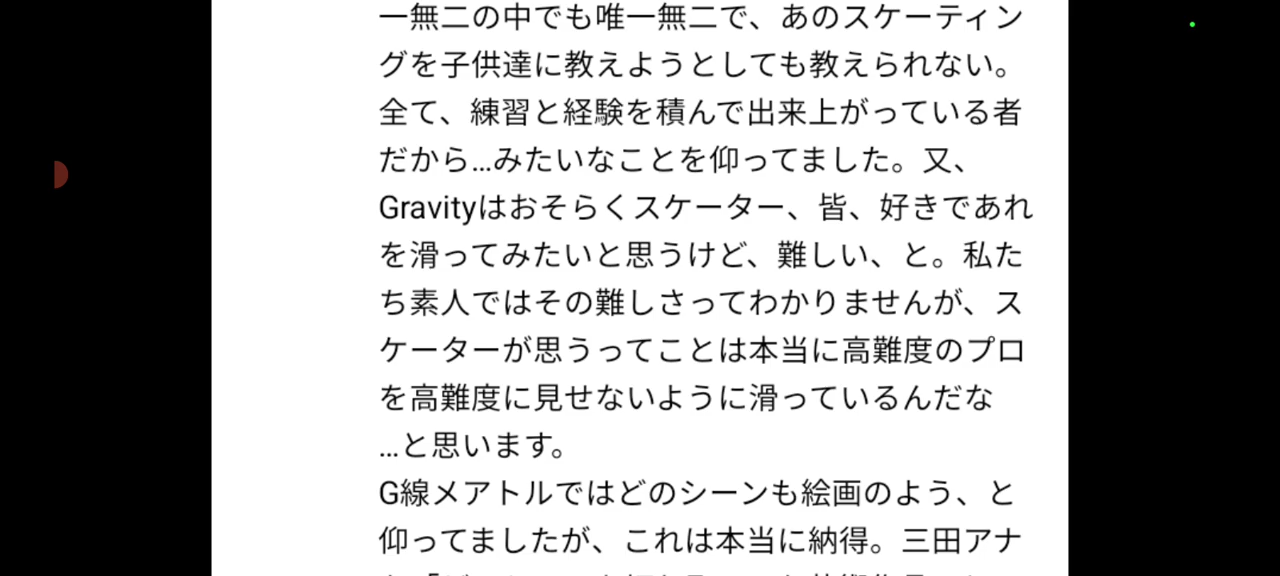 一無二の中でも唯一無二で、あのスケーティン
グを子供達に教えようとしても教えられない。
全て、練習と経験を積んで出来上がっている者
だから…みたいなことを仰ってました。又、
Gravityはおそらくスケーター、皆、好きであれ
を滑ってみたいと思うけど、難しい、と。私た
ち素人ではその難しさってわかりませんが、ス
ケーターが思うってことは本当に高難度のプロ
を高難度に見せないように滑っているんだな
…と思います。
G線メアトルではどのシーンも絵画のよう、と
仰ってましたが、これは本当に納得。三田アナ